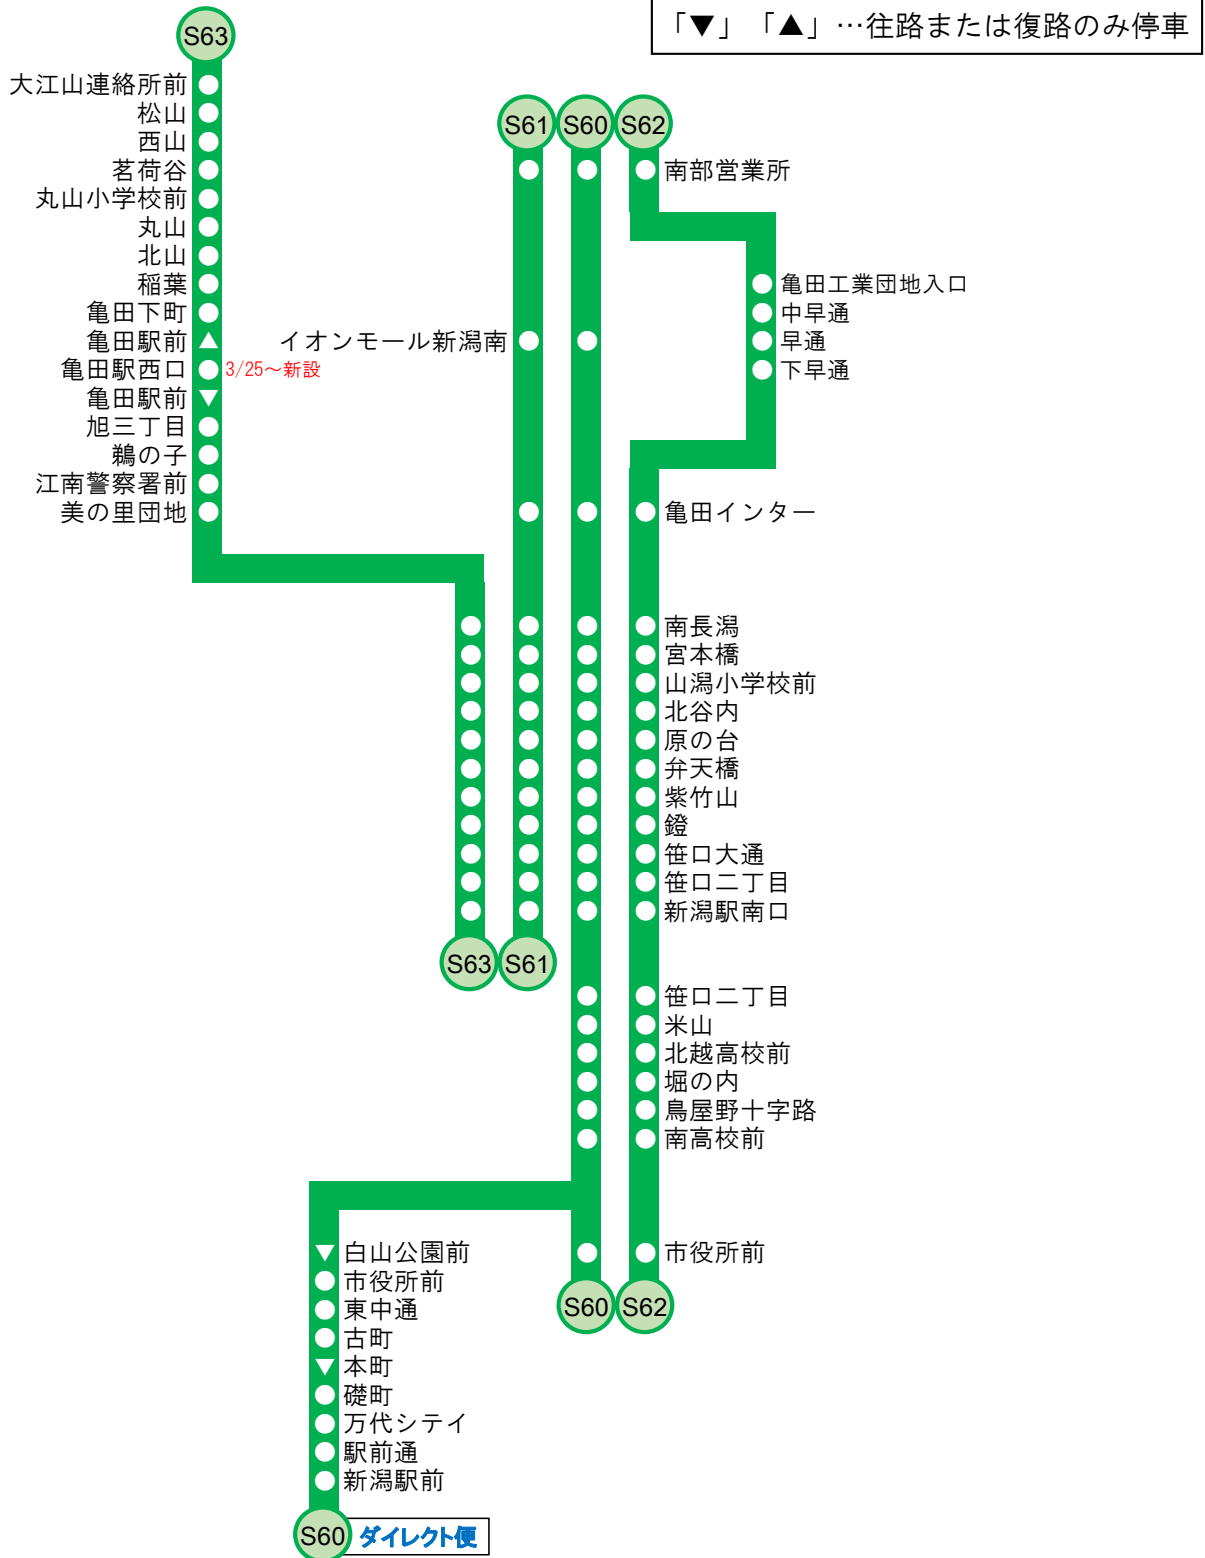 「▼」「▲」…往路または復路のみ停車
S63
大江山連絡所前
松山
西山
茗荷谷
丸山小学校前
丸山
北山
稲葉
亀田下町
亀田駅前
亀田駅西口 3/25～新設
亀田駅前
旭三丁目
鵜の子
江南警察署前
美の里団地
S61 S60 S62
南部営業所
亀田工業団地入口
中早通
イオンモール新潟南
早通
下早通
亀田インター
南長潟
宮本橋
山潟小学校前
北谷内
原の台
弁天橋
紫竹山
鐙
笹口大通
笹口二丁目
新潟駅南口
S63 S61
笹口二丁目
米山
北越高校前
堀の内
鳥屋野十字路
南高校前
市役所前
S60 S62
白山公園前
市役所前
東中通
古町
本町
礎町
万代シテイ
駅前通
新潟駅前
S60 ダイレクト便